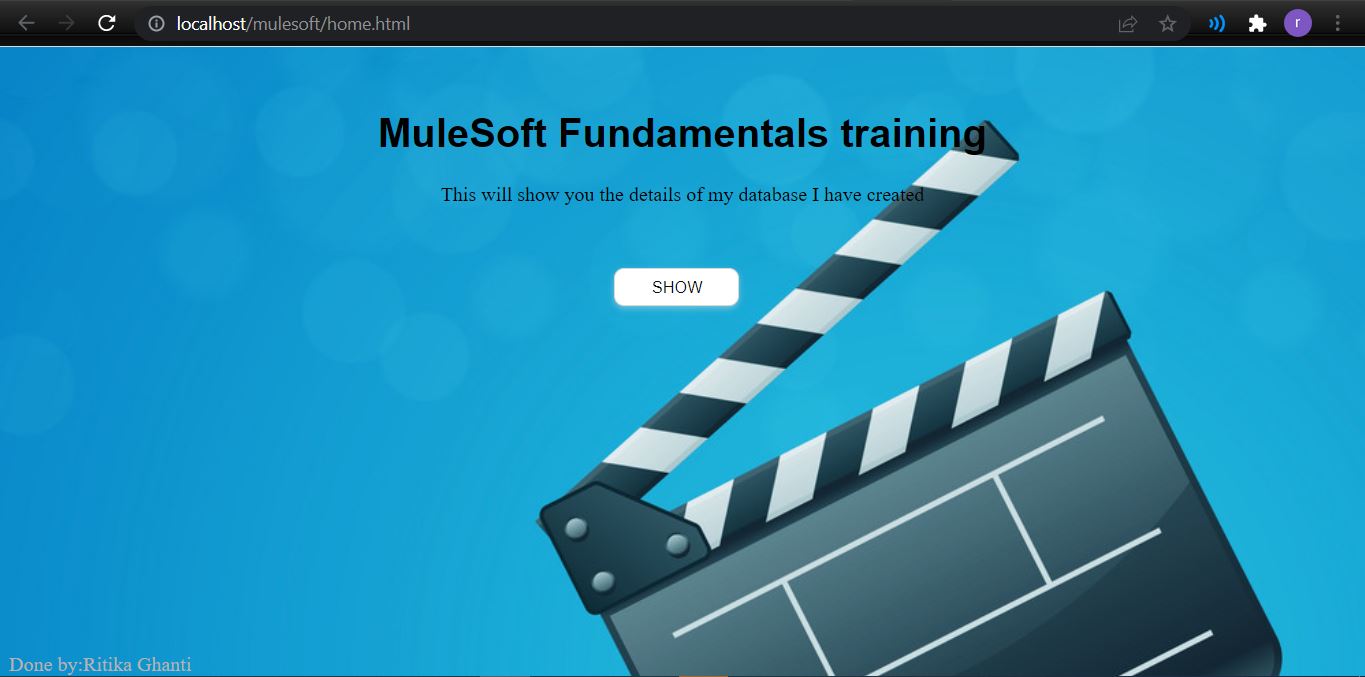 localhost/mulesoft/home.html
r
MuleSoft Fundamentals training
This will show you the details of my database I have created
SHOW
Done by:Ritika Ghanti